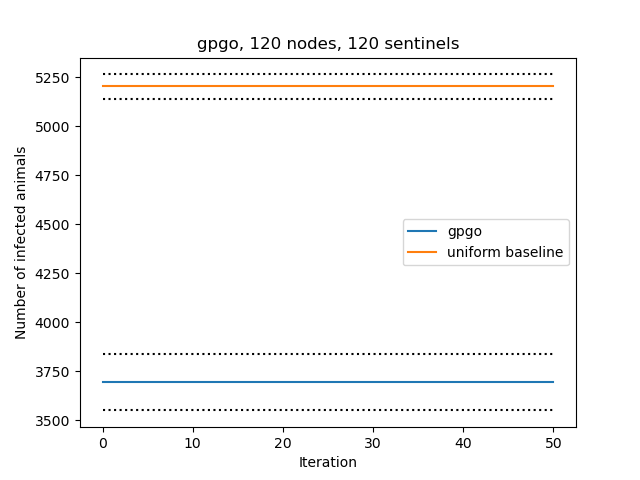 gpgo, 120 nodes, 120 sentinels
Number of infected animals
5250
5000
4750
4500
4250
4000
3750
3500
gpgo
uniform baseline
0 10 20 30 40 50
Iteration